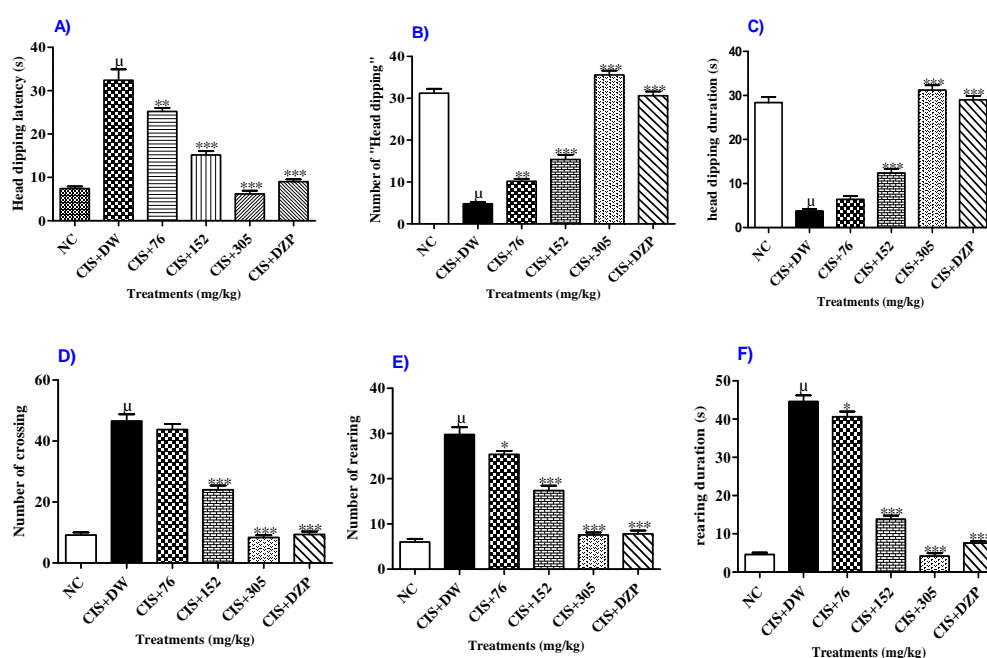 A)
Head dipping latency (s)
40
30
20
10
0
μ
**
***
***
***
NC
CIS+DW
CIS+76
CIS+152
CIS+305
CIS+DZP
Treatments (mg/kg)
B)
Number of "Head dipping"
40
30
20
10
0
μ
**
***
***
***
NC
CIS+DW
CIS+76
CIS+152
CIS+305
CIS+DZP
Treatments (mg/kg)
C)
head dipping duration (s)
40
30
20
10
0
μ
***
***
***
NC
CIS+DW
CIS+76
CIS+152
CIS+305
CIS+DZP
Treatments (mg/kg)
D)
Number of crossing
60
40
20
0
μ
***
***
***
NC
CIS+DW
CIS+76
CIS+152
CIS+305
CIS+DZP
Treatments (mg/kg)
E)
Number of rearing
40
30
20
10
0
μ
*
***
***
***
NC
CIS+DW
CIS+76
CIS+152
CIS+305
CIS+DZP
Treatments (mg/kg)
F)
rearing duration (s)
50
40
30
20
10
0
μ
*
***
***
***
NC
CIS+DW
CIS+76
CIS+152
CIS+305
CIS+DZP
Treatments (mg/kg)